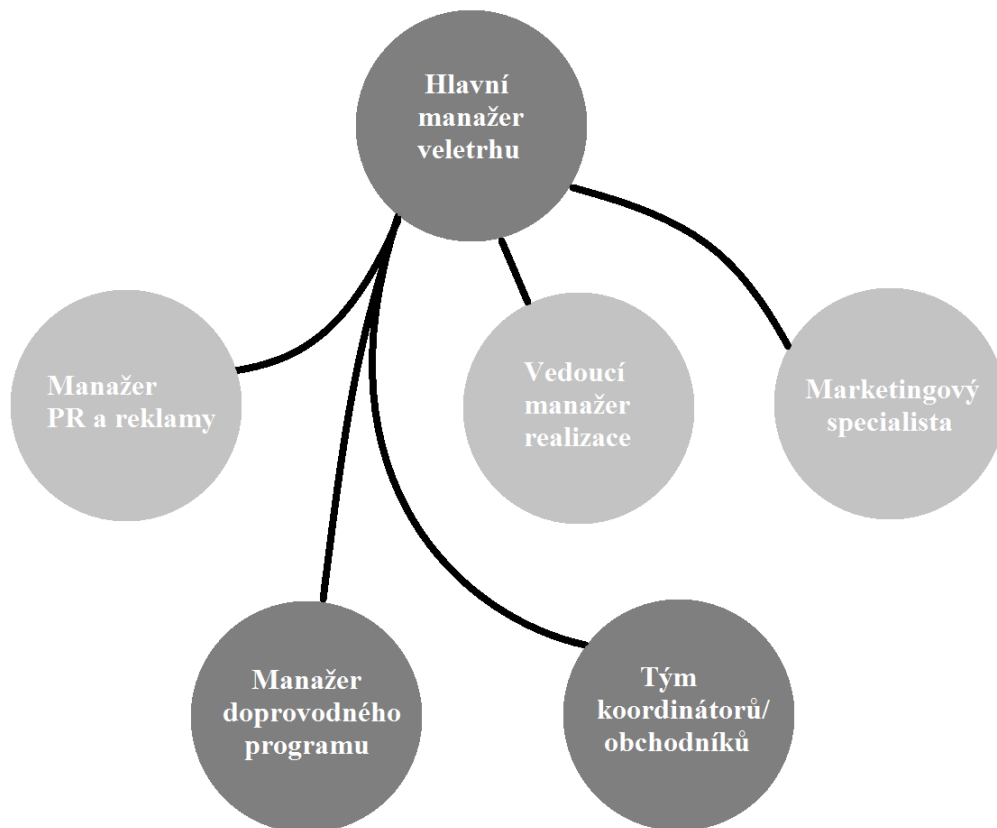 Hlavní
manažer
veletrhu
Manažer
PR a reklamy
Vedoucí
manažer
realizace
Marketingový
specialista
Manažer
doprovodného
programu
Tým
koordinátorů/
obchodníků